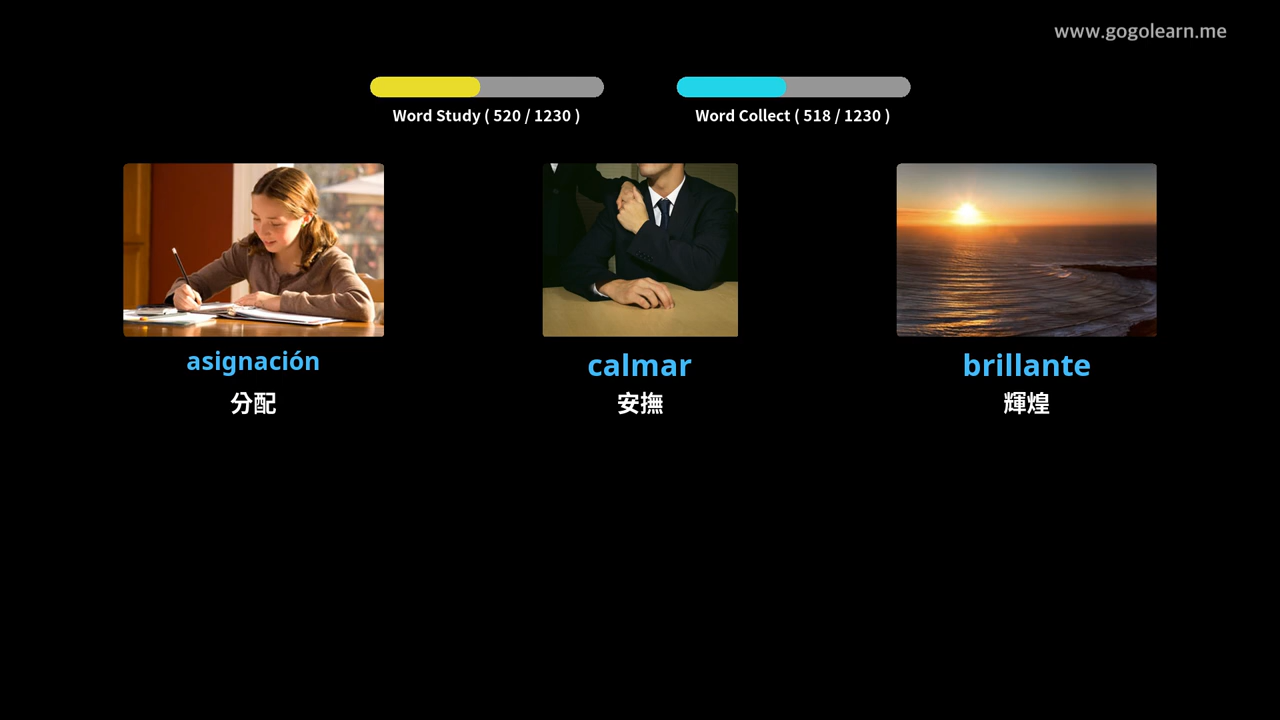 www.gogolearn.me
Word Study ( 520 / 1230 )
Word Collect ( 518 / 1230 )
asignación
分配
calmar
安撫
brillante
輝煌